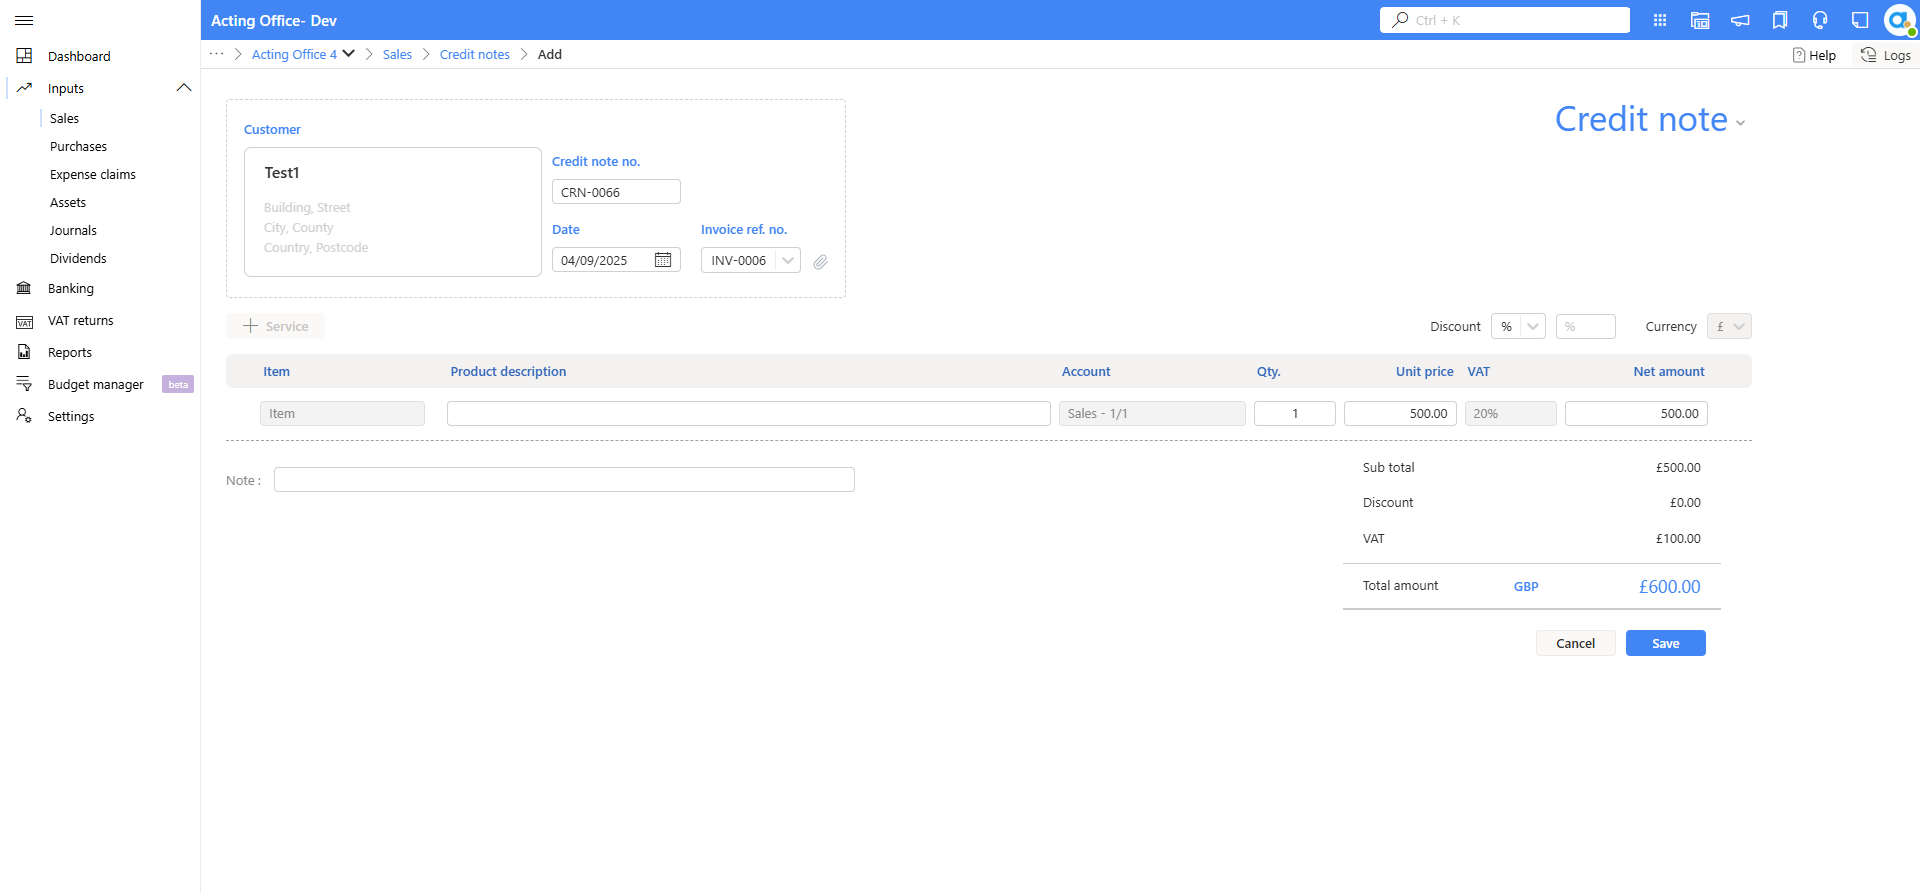 Acting Office- Dev
Ctrl + K
Dashboard
Inputs
Sales
Purchases
Expense claims
Assets
Journals
Dividends
Banking
VAT returns
Reports
Budget manager beta
Settings
··· Acting Office 4 Sales Credit notes Add
Help Logs
Credit note
Customer
Test1
Building, Street
City, County
Country, Postcode
Credit note no.
CRN-0066
Date Invoice ref. no.
04/09/2025 INV-0006
Service
Discount % % Currency £
Item Product description Account Qty. Unit price VAT Net amount
Item Sales - 1/1 1 500.00 20% 500.00
Note :
Sub total £500.00
Discount £0.00
VAT £100.00
Total amount GBP £600.00
Cancel Save